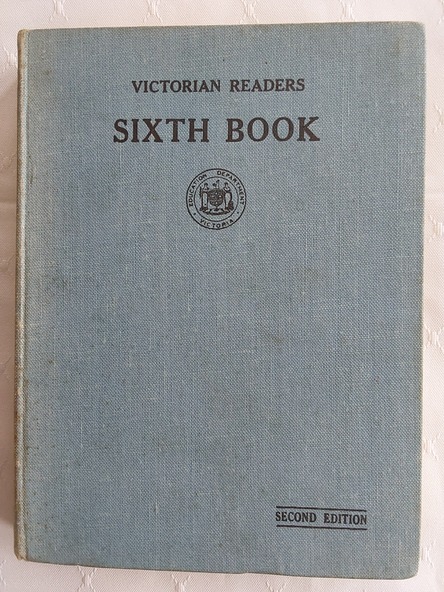 VICTORIAN READERS
SIXTH BOOK
EDUCATION DEPARTMENT
VICTORIA
SECOND EDITION